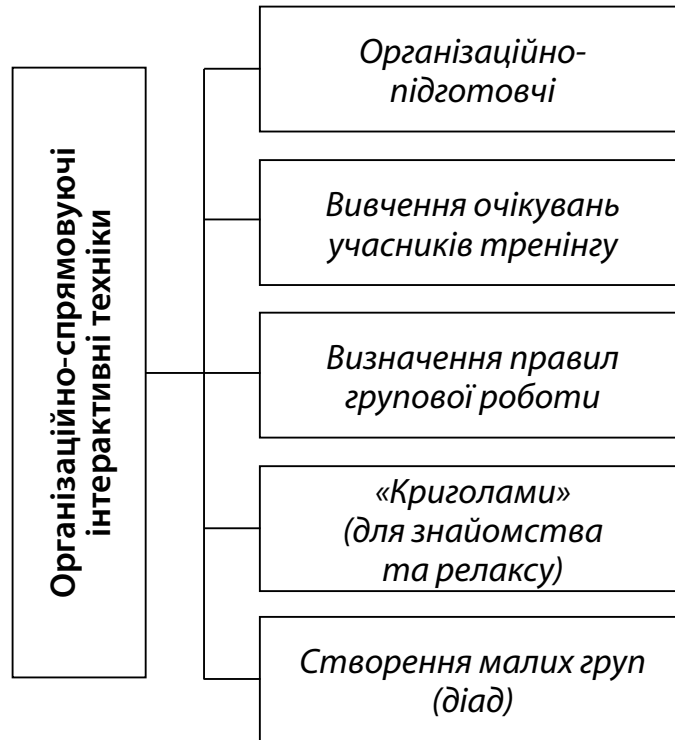 Організаційно-спрямовуючі
інтерактивні техніки
Організаційно-
підготовчі
Вивчення очікувань
учасників тренінгу
Визначення правил
групової роботи
«Криголами»
(для знайомства
та релаксу)
Створення малих груп
(діад)